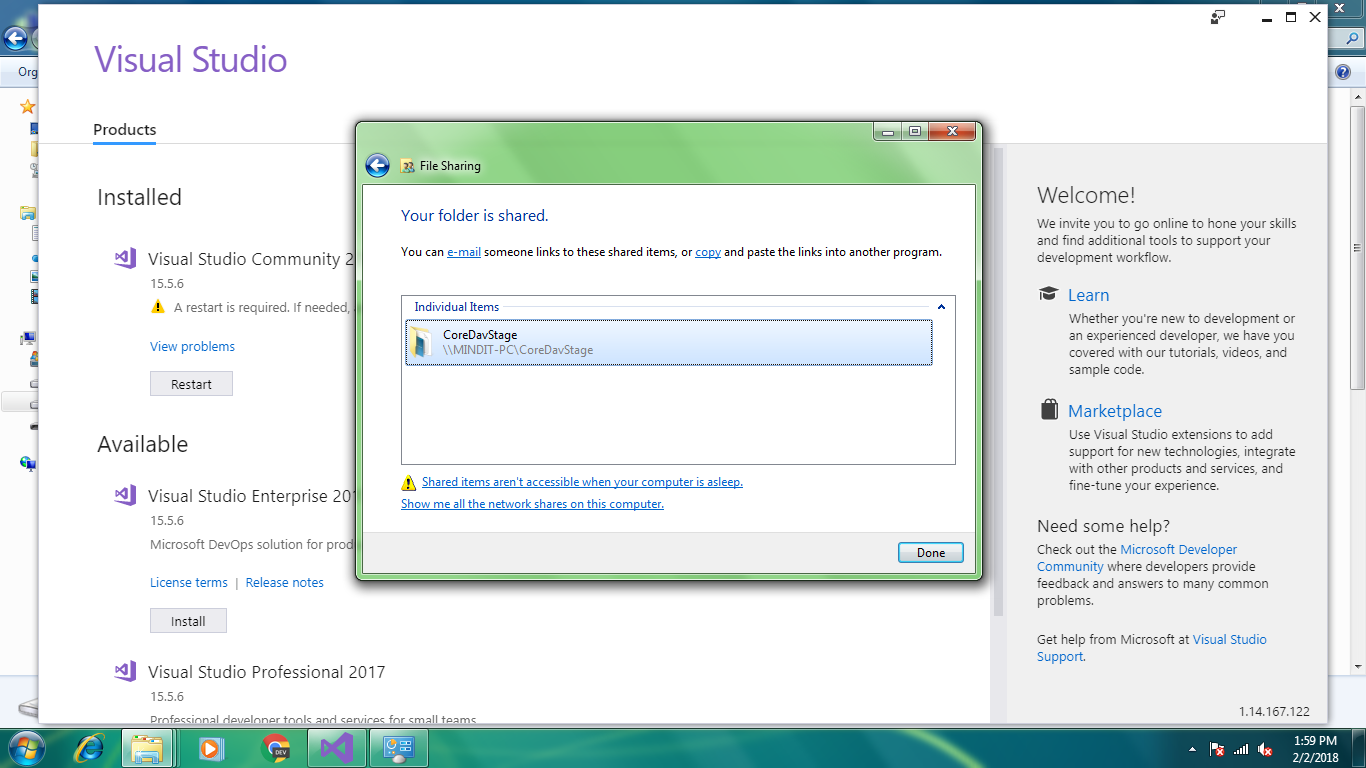 Visual Studio
Org
Products
Installed
Visual Studio Community 2
15.5.6
A restart is required. If needed,
View problems
Restart
Available
Visual Studio Enterprise 201
15.5.6
Microsoft DevOps solution for prod
License terms | Release notes
Install
Visual Studio Professional 2017
15.5.6
Professional developer tools and services for small teams
File Sharing
Your folder is shared.
You can e-mail someone links to these shared items, or copy and paste the links into another program.
Individual Items
CoreDavStage
\\MINDIT-PC\CoreDavStage
Shared items aren't accessible when your computer is asleep.
Show me all the network shares on this computer.
Done
Welcome!
We invite you to go online to hone your skills
and find additional tools to support your
development workflow.
Learn
Whether you're new to development or
an experienced developer, we have you
covered with our tutorials, videos, and
sample code.
Marketplace
Use Visual Studio extensions to add
support for new technologies, integrate
with other products and services, and
fine-tune your experience.
Need some help?
Check out the Microsoft Developer
Community where developers provide
feedback and answers to many common
problems.
Get help from Microsoft at Visual Studio
Support.
1.14.167.122
DEV
1:59 PM
2/2/2018